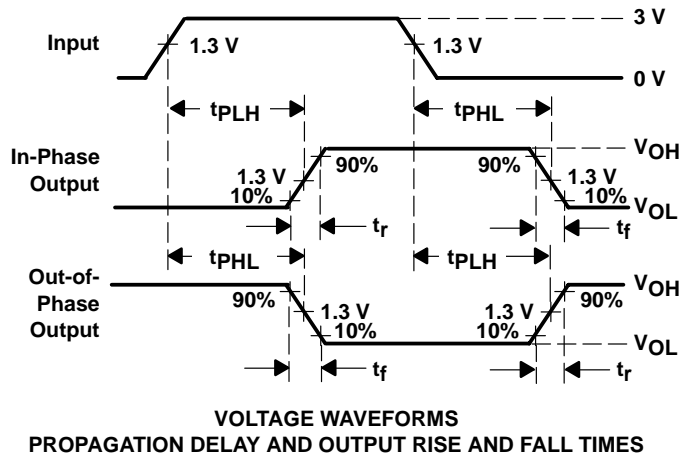 3 V
Input
1.3 V
1.3 V
0 V
tPLH
tPHL
In-Phase
Output
VOH
90%
90%
1.3 V
1.3 V
10%
10%
VOL
tr
tf
tPHL
tPLH
Out-of-
Phase
Output
VOH
90%
90%
1.3 V
1.3 V
10%
10%
VOL
tf
tr
VOLTAGE WAVEFORMS
PROPAGATION DELAY AND OUTPUT RISE AND FALL TIMES